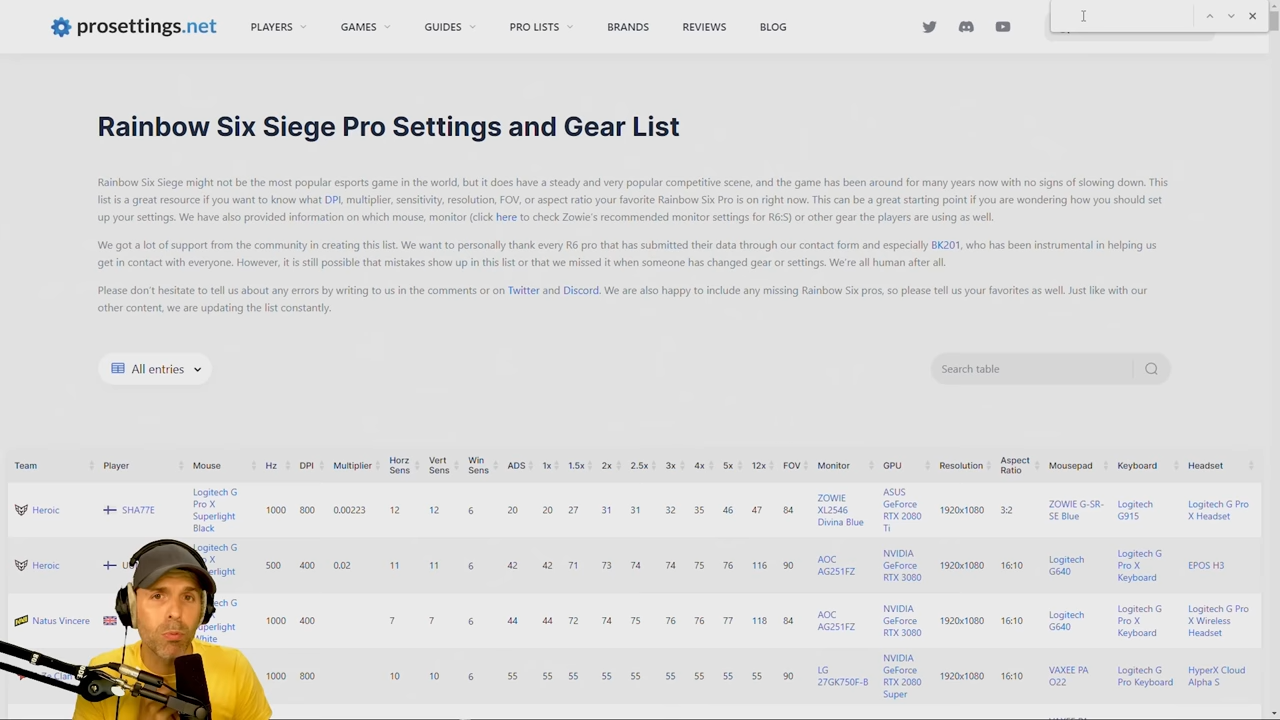 prosettings.net PLAYERS GAMES GUIDES PRO LISTS BRANDS REVIEWS BLOG
Rainbow Six Siege Pro Settings and Gear List
Rainbow Six Siege might not be the most popular esports game in the world, but it does have a steady and very popular competitive scene, and the game has been around for many years now with no signs of slowing down. This
list is a great resource if you want to know what DPI, multiplier, sensitivity, resolution, FOV, or aspect ratio your favorite Rainbow Six Pro is on right now. This can be a great starting point if you are wondering how you should set
up your settings. We have also provided information on which mouse, monitor (click here to check Zowie's recommended monitor settings for R6:S) or other gear the players are using as well.
We got a lot of support from the community in creating this list. We want to personally thank every R6 pro that has submitted their data through our contact form and especially BK201, who has been instrumental in helping us
get in contact with everyone. However, it is still possible that mistakes show up in this list or that we missed it when someone has changed gear or settings. We're all human after all.
Please don't hesitate to tell us about any errors by writing to us in the comments or on Twitter and Discord. We are also happy to include any missing Rainbow Six pros, so please tell us your favorites as well. Just like with our
other content, we are updating the list constantly.
All entries Search table
Team Player Mouse Hz DPI Multiplier Horz Sens Vert Sens Win Sens ADS 1x 1.5x 2x 2.5x 3x 4x 5x 12x FOV Monitor GPU Resolution Aspect Ratio Mousepad Keyboard Headset
Heroic SHA77E Logitech G Pro X Superlight Black 1000 800 0.00223 12 12 6 20 20 27 31 31 32 35 46 47 84 ZOWIE XL2546 Divina Blue ASUS GeForce RTX 2080 Ti 1920x1080 3:2 ZOWIE G-SR-SE Blue Logitech G915 Logitech G Pro X Headset
Heroic Logitech G Pro X Superlight 500 400 0.02 11 11 6 42 42 71 73 74 74 75 76 116 90 AOC AG251FZ NVIDIA GeForce RTX 3080 1920x1080 16:10 Logitech G640 Logitech G Pro X Keyboard EPOS H3
Natus Vincere White 1000 400 7 7 6 44 44 72 74 75 76 76 77 118 84 AOC AG251FZ NVIDIA GeForce RTX 3080 1920x1080 16:10 Logitech G640 Logitech G Pro X Keyboard Logitech G Pro X Wireless Headset
1000 800 10 10 6 55 55 55 55 55 55 55 55 55 90 LG 27GK750F-B NVIDIA GeForce RTX 2080 Super 1920x1080 16:10 VAXEE PA O22 Logitech G Pro Keyboard HyperX Cloud Alpha S